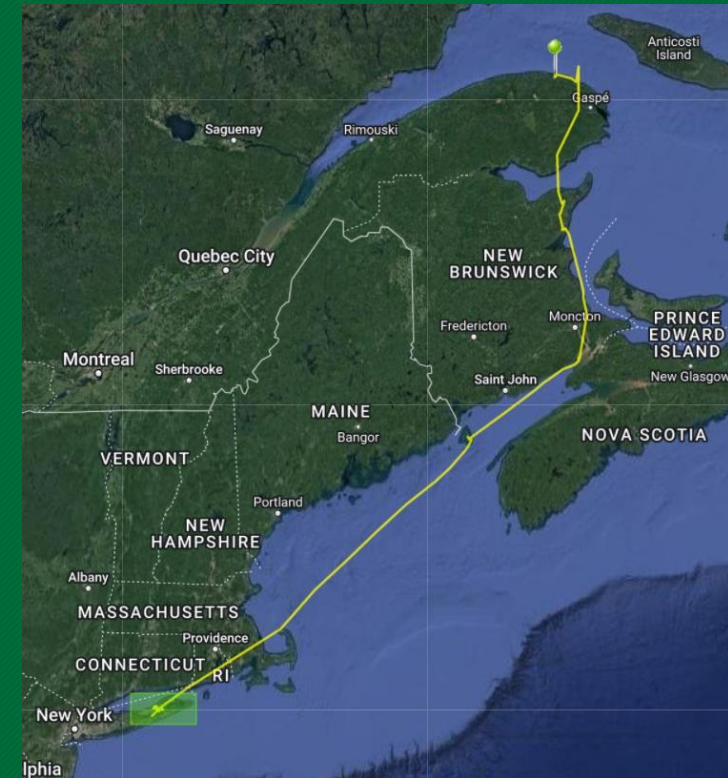 Anticosti
Island
Gaspé
Saguenay
Rimouski
Quebec City
NEW
BRUNSWICK
Fredericton
Moncton
PRINCE
EDWARD
ISLAND
Montreal
Sherbrooke
Saint John
New Glasgow
MAINE
Bangor
NOVA SCOTIA
VERMONT
Portland
NEW
HAMPSHIRE
Albany
MASSACHUSETTS
Providence
CONNECTICUT
RI
New York
lphia